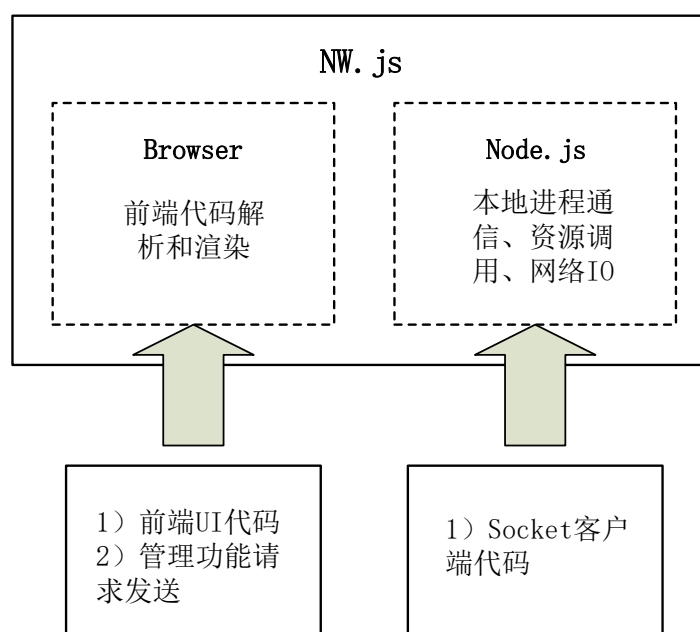 NW.js
Browser
前端代码解
析和渲染
Node.js
本地进程通
信、资源调
用、网络IO
1）前端UI代码
2）管理功能请
求发送
1）Socket客户
端代码